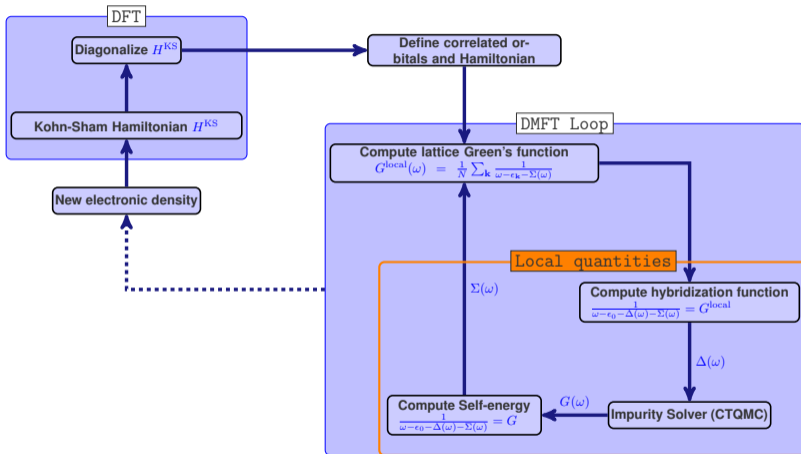 DFT
Diagonalize H^KS
Define correlated or-
bitals and Hamiltonian
Kohn-Sham Hamiltonian H^KS
DMFT Loop
Compute lattice Green's function
G^local(ω) = 1/N ∑_k 1/(ω−ϵ_k−Σ(ω))
New electronic density
Local quantities
Σ(ω)
Compute hybridization function
1/(ω−ϵ_0−Δ(ω)−Σ(ω)) = G^local
Δ(ω)
Compute Self-energy
1/(ω−ϵ_0−Δ(ω)−Σ(ω)) = G
G(ω)
Impurity Solver (CTQMC)